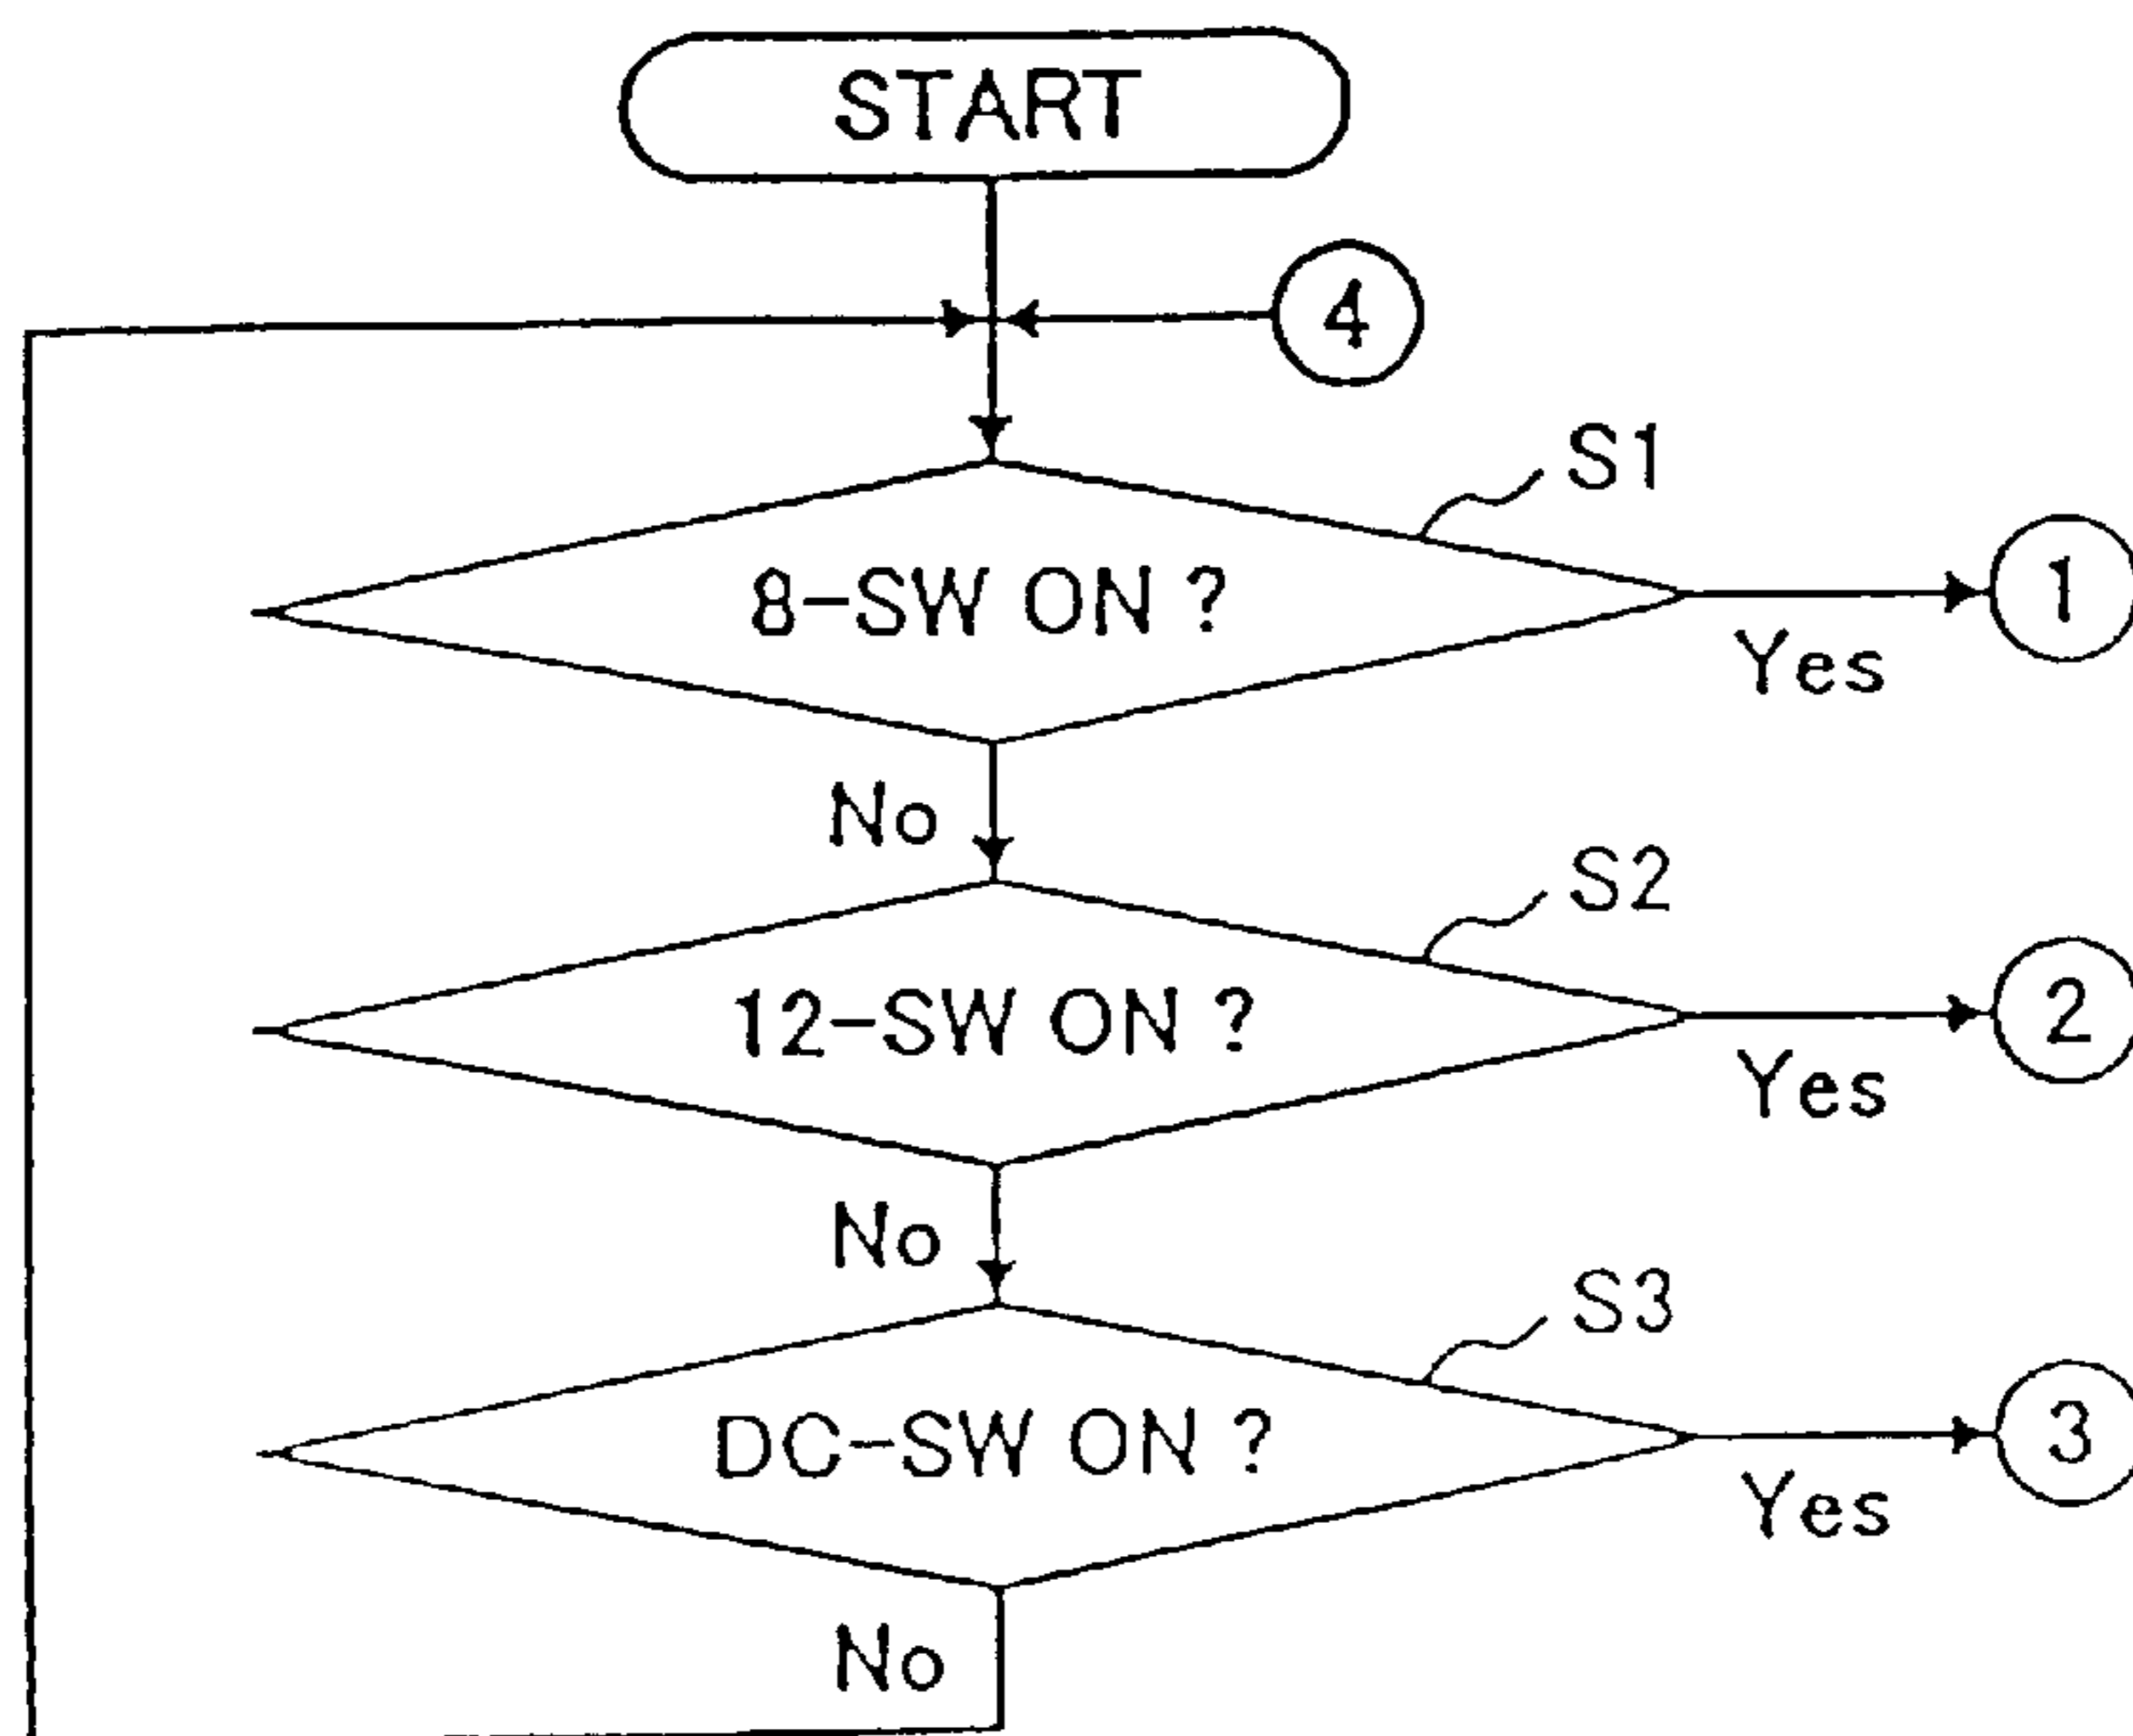 START
4
S1
8-SW ON ?
1
Yes
No
S2
12-SW ON ?
2
Yes
No
S3
DC-SW ON ?
3
Yes
No